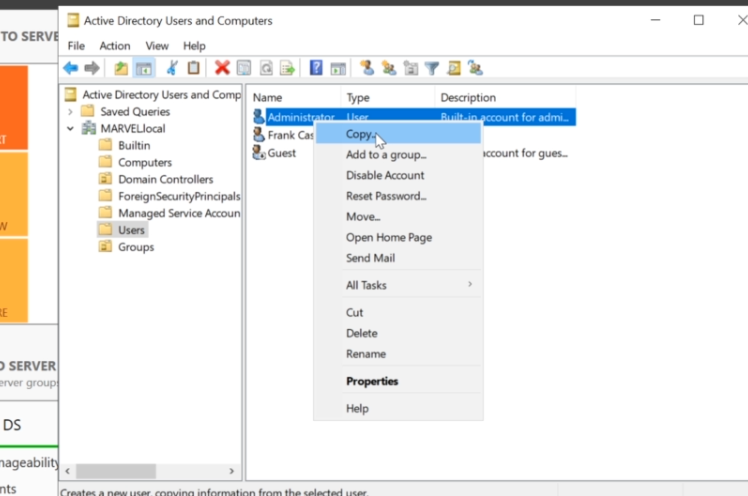 Active Directory Users and Computers
TO SERVE
File Action View Help
Active Directory Users and Comp
Saved Queries
MARVEL.local
Builtin
Computers
Domain Controllers
ForeignSecurityPrincipals
Managed Service Accoun
Users
Groups
Name Type Description
Administrator User Built-in account for admi...
Frank Cas
Guest account for gues...
Copy...
Add to a group...
Disable Account
Reset Password...
Move...
Open Home Page
Send Mail
All Tasks
Cut
Delete
Rename
Properties
Help
RT
W
RE
O SERVER
erver groups
DS
nageability
nts
Creates a new user, copying information from the selected user.